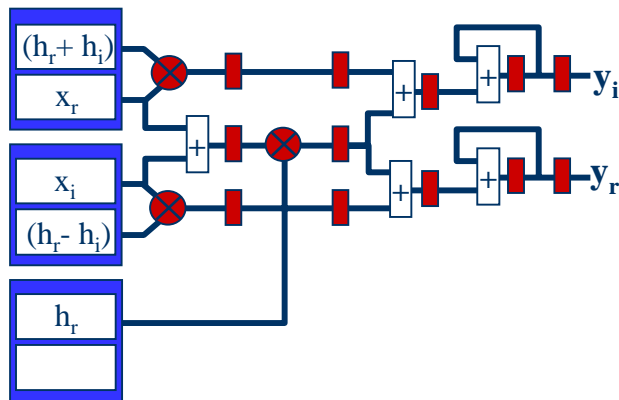 (hᵣ+ hᵢ)
xᵣ
xᵢ
(hᵣ- hᵢ)
hᵣ
+
+
+
+
+
yᵢ
yᵣ